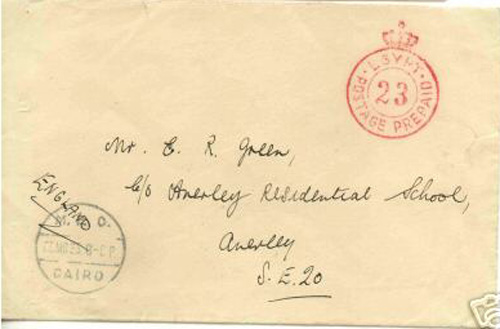 EGYPT
POSTAGE PREPAID
23
Mr. E. R. Green,
C/o Anerley Residential School,
Anerley
S.E.20
ENGLAND
M. C.
CAIRO